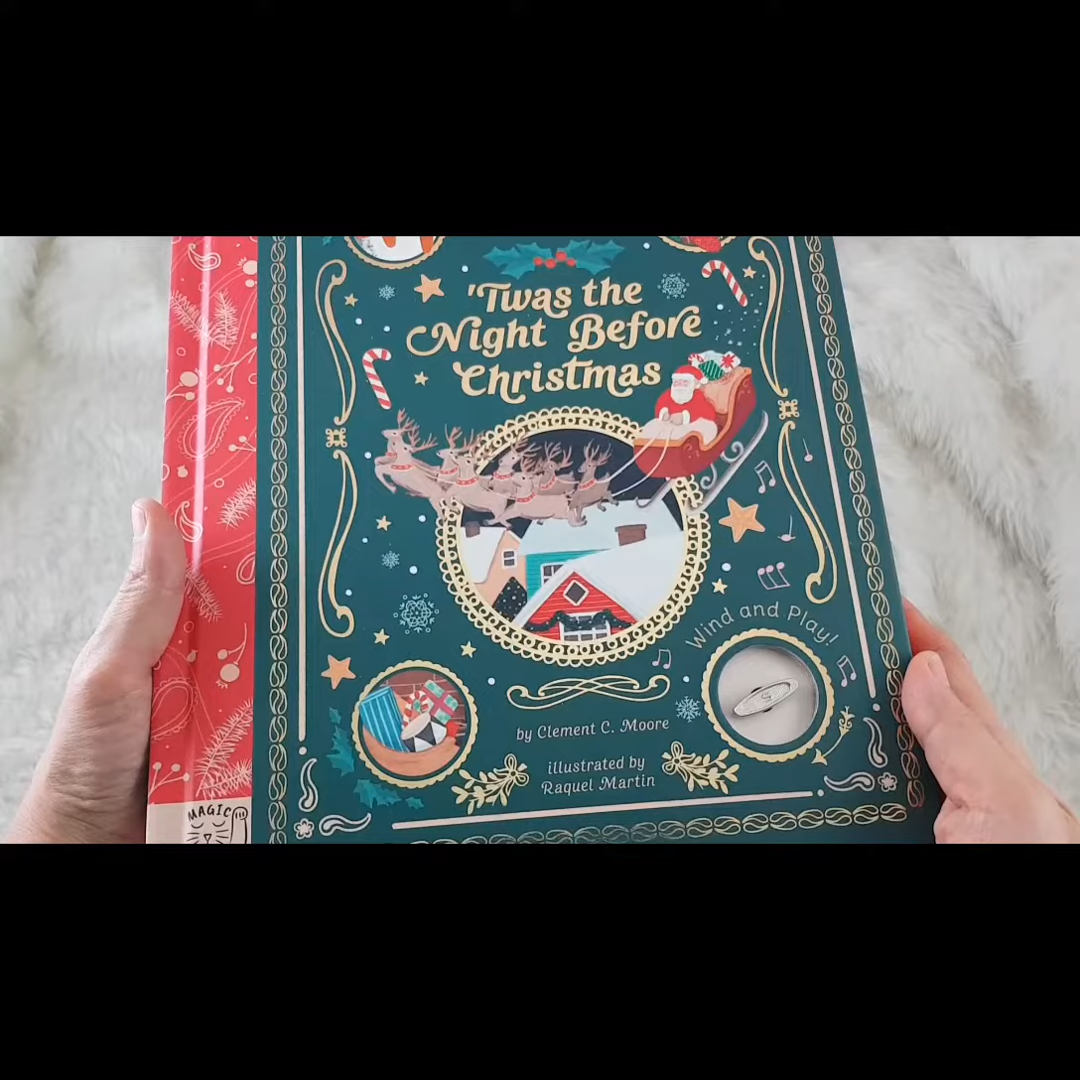 'Twas the
Night Before
Christmas
Wind and Play!
by Clement C. Moore
illustrated by
Raquel Martin
MAGIC